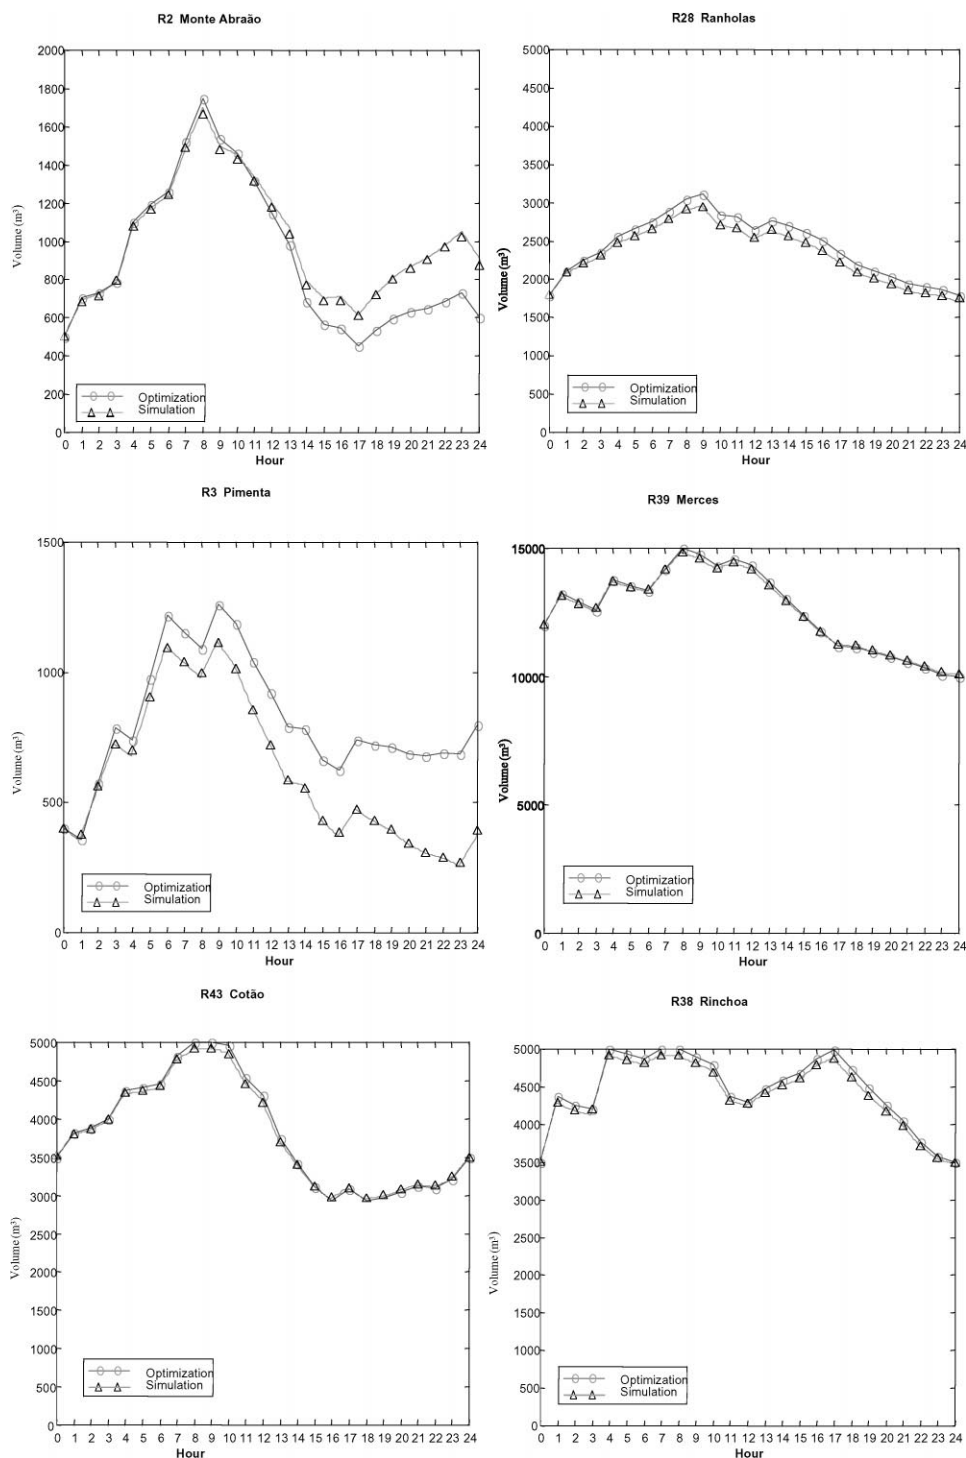 R2 Monte Abraão
2000
1800
1600
1400
1200
1000
800
600
400
200
0
Volume (m³)
Optimization
Simulation
0 1 2 3 4 5 6 7 8 9 10 11 12 13 14 15 16 17 18 19 20 21 22 23 24
Hour
R28 Ranholas
5000
4500
4000
3500
3000
2500
2000
1500
1000
500
0
Volume (m³)
Optimization
Simulation
0 1 2 3 4 5 6 7 8 9 10 11 12 13 14 15 16 17 18 19 20 21 22 23 24
Hour
R3 Pimenta
1500
1000
500
0
Volume (m³)
Optimization
Simulation
0 1 2 3 4 5 6 7 8 9 10 11 12 13 14 15 16 17 18 19 20 21 22 23 24
Hour
R39 Merces
15000
10000
5000
0
Volume (m³)
Optimization
Simulation
0 1 2 3 4 5 6 7 8 9 10 11 12 13 14 15 16 17 18 19 20 21 22 23 24
Hour
R43 Cotão
5000
4500
4000
3500
3000
2500
2000
1500
1000
500
0
Volume (m³)
Optimization
Simulation
0 1 2 3 4 5 6 7 8 9 10 11 12 13 14 15 16 17 18 19 20 21 22 23 24
Hour
R38 Rinchoa
5000
4500
4000
3500
3000
2500
2000
1500
1000
500
0
Volume (m³)
Optimization
Simulation
0 1 2 3 4 5 6 7 8 9 10 11 12 13 14 15 16 17 18 19 20 21 22 23 24
Hour